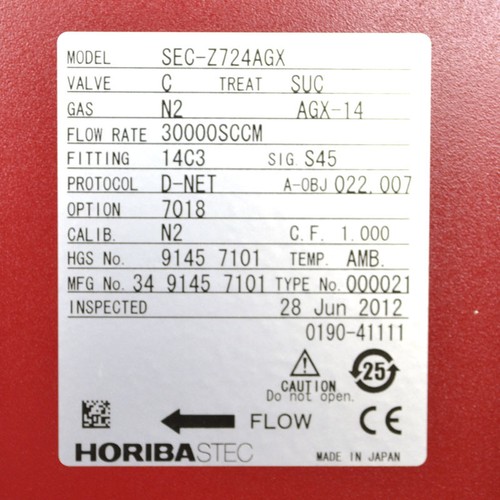 MODEL SEC-Z724AGX
VALVE C TREAT SUC
GAS N2 AGX-14
FLOW RATE 30000SCCM
FITTING 14C3 SIG. S45
PROTOCOL D-NET A-OBJ 022.007
OPTION 7018
CALIB. N2 C.F. 1.000
HGS No. 9145 7101 TEMP. AMB.
MFG No. 34 9145 7101 TYPE No. 000021
INSPECTED 28 Jun 2012
0190-41111
25
CAUTION
Do not open.
FLOW
CE
HORIBASTEC
MADE IN JAPAN